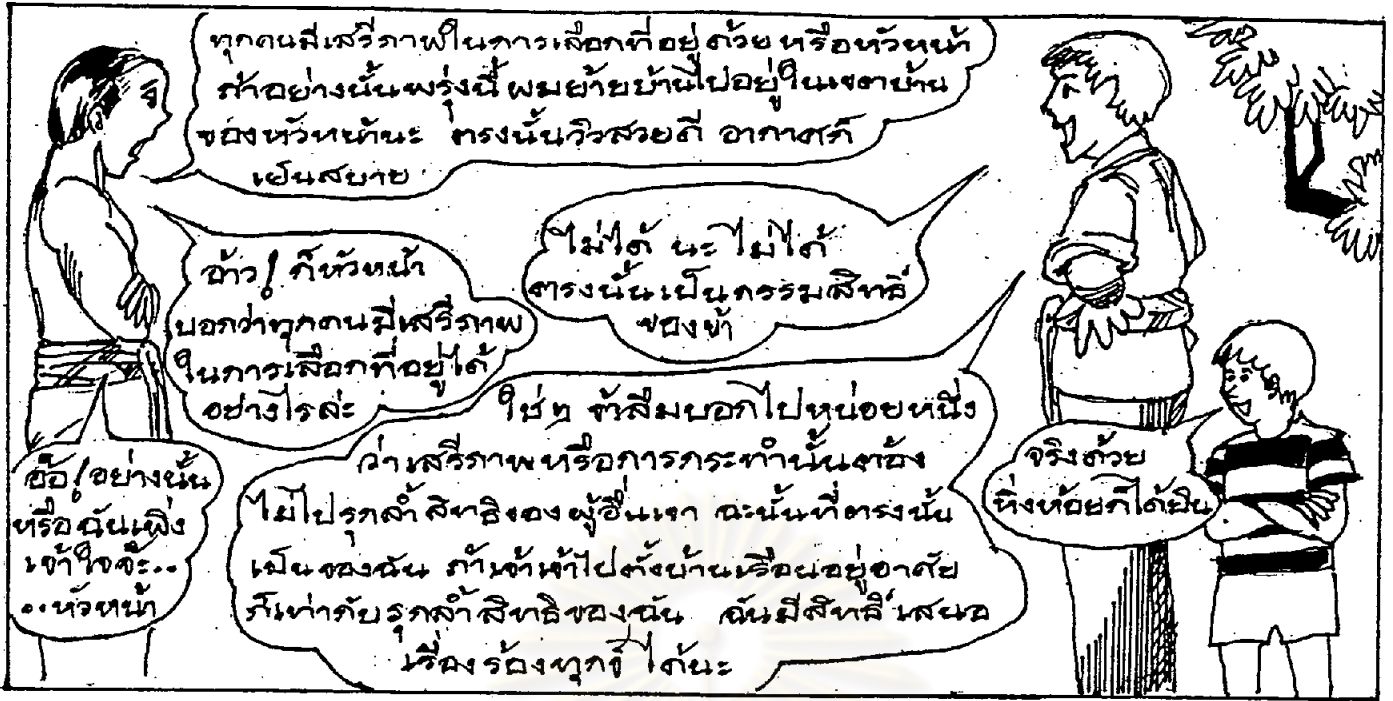 ทุกคนมีเสรีภาพในการเลือกที่อยู่ด้วยหรือหัวหน้า
ถ้าอย่างนั้นพรุ่งนี้ผมย้ายบ้านไปอยู่ในเขตบ้าน
ของหัวหน้านะ ตรงนั้นวิวสวยดี อากาศก็
เย็นสบาย
ไม่ได้ นะ ไม่ได้
ตรงนั้นเป็นกรรมสิทธิ์
ของข้า
อ้าว! ก็หัวหน้า
บอกว่าทุกคนมีเสรีภาพ
ในการเลือกที่อยู่ได้
อย่างไรล่ะ
ใช่ๆ ข้าลืมบอกไปหน่อยหนึ่ง
ว่าเสรีภาพหรือการกระทำนั้นต้อง
ไม่ไปรุกล้ำสิทธิของผู้อื่นเขา ฉะนั้นที่ตรงนั้น
เป็นของฉัน ถ้าเจ้าเข้าไปตั้งบ้านเรือนอยู่อาศัย
ก็เท่ากับรุกล้ำสิทธิของฉัน ฉันมีสิทธิ์เสนอ
เรื่องร้องทุกข์ได้นะ
อ้อ! อย่างนั้น
หรือ ฉันเพิ่ง
เข้าใจจ๊ะ..
..หัวหน้า
จริงด้วย
หิ่งห้อยก็ได้ยิน